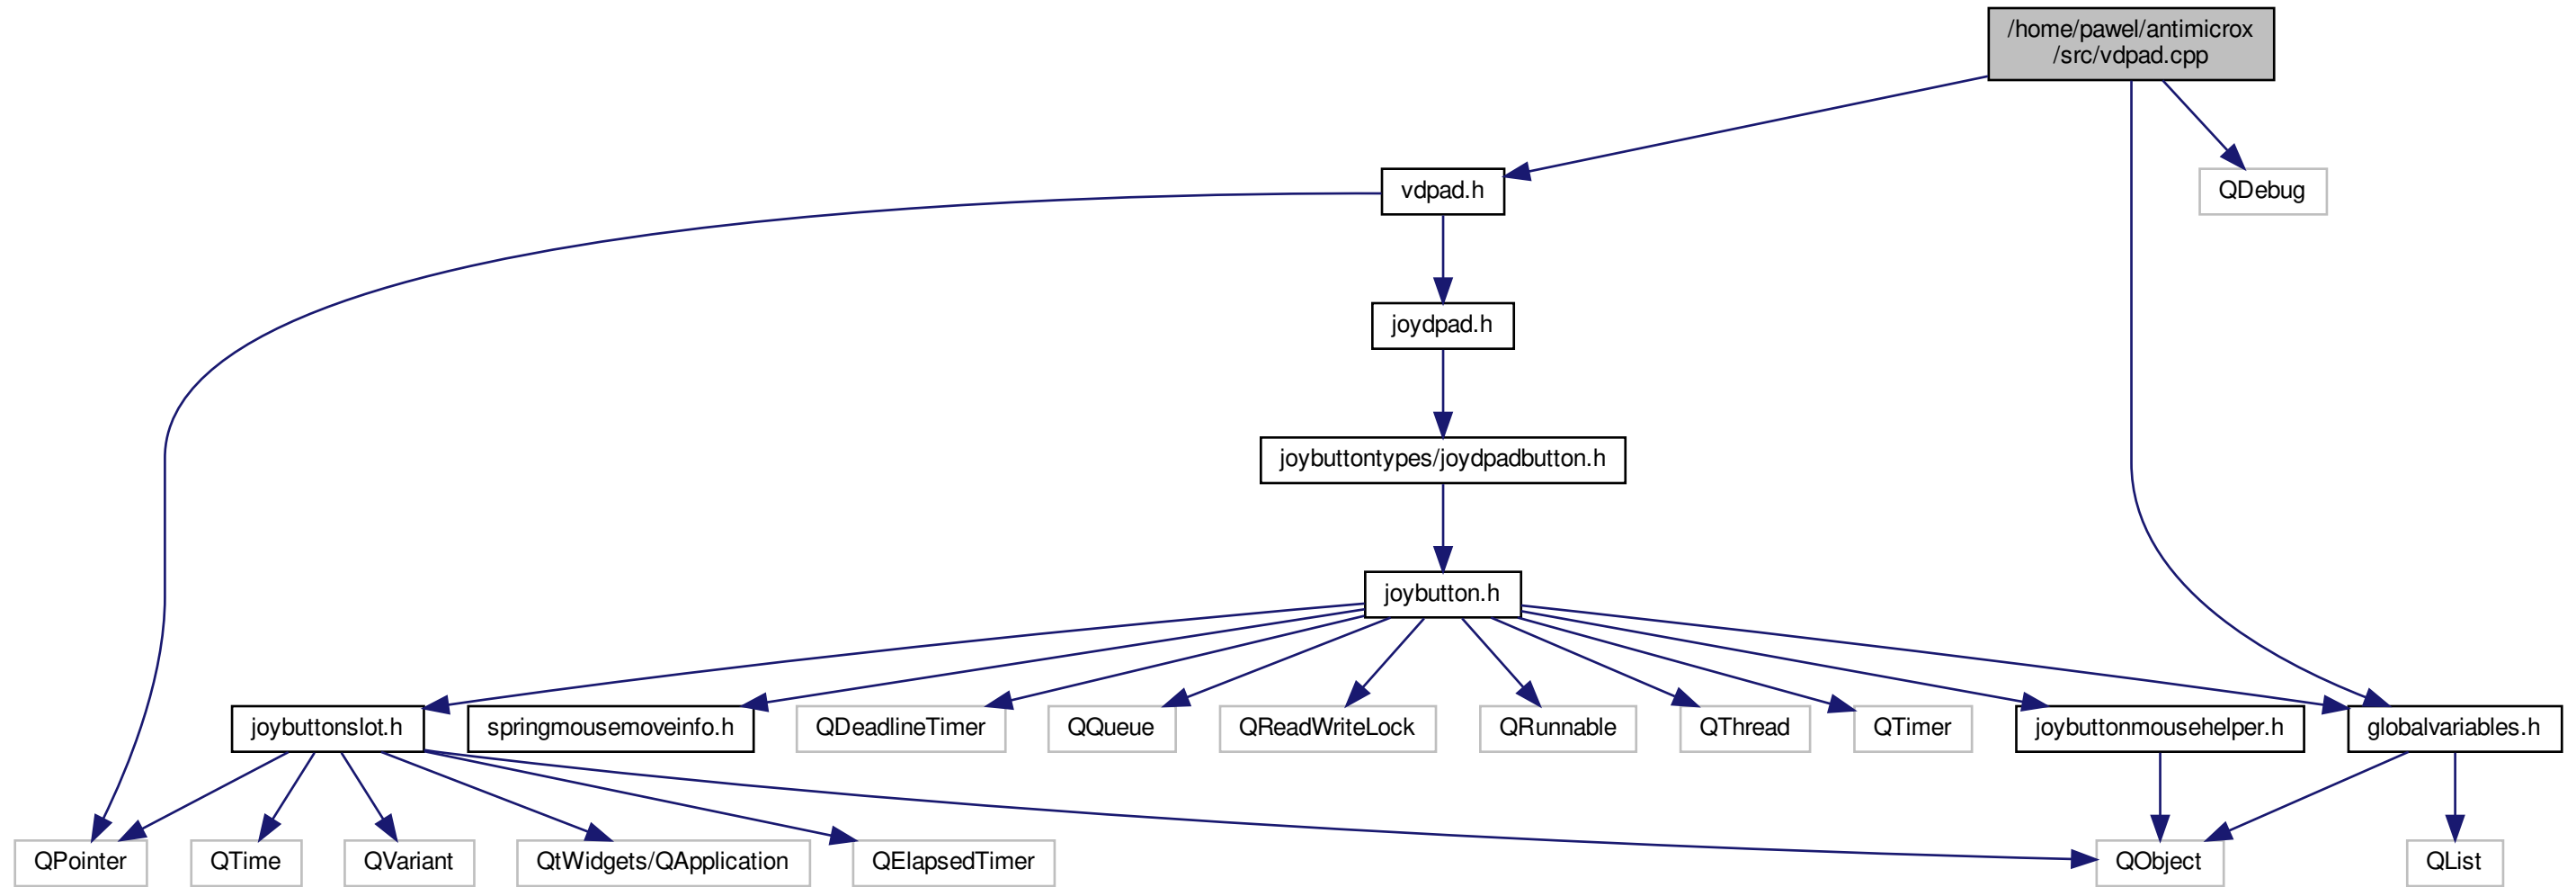 /home/pawel/antimicrox
/src/vdpad.cpp
vdpad.h
QDebug
joydpad.h
joybuttontypes/joydpadbutton.h
joybutton.h
joybuttonslot.h
springmousemoveinfo.h
QDeadlineTimer
QQueue
QReadWriteLock
QRunnable
QThread
QTimer
joybuttonmousehelper.h
globalvariables.h
QPointer
QTime
QVariant
QtWidgets/QApplication
QElapsedTimer
QObject
QList